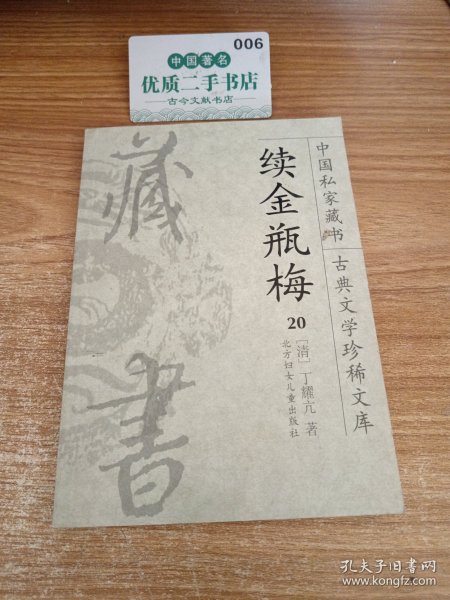 006
中国著名
优质二手书店
古今文献书店
中国私家藏书
古典文学珍稀文库
续金瓶梅
20
[清]丁耀亢 著
北方妇女儿童出版社
藏書
孔夫子旧书网
www.kongfz.com